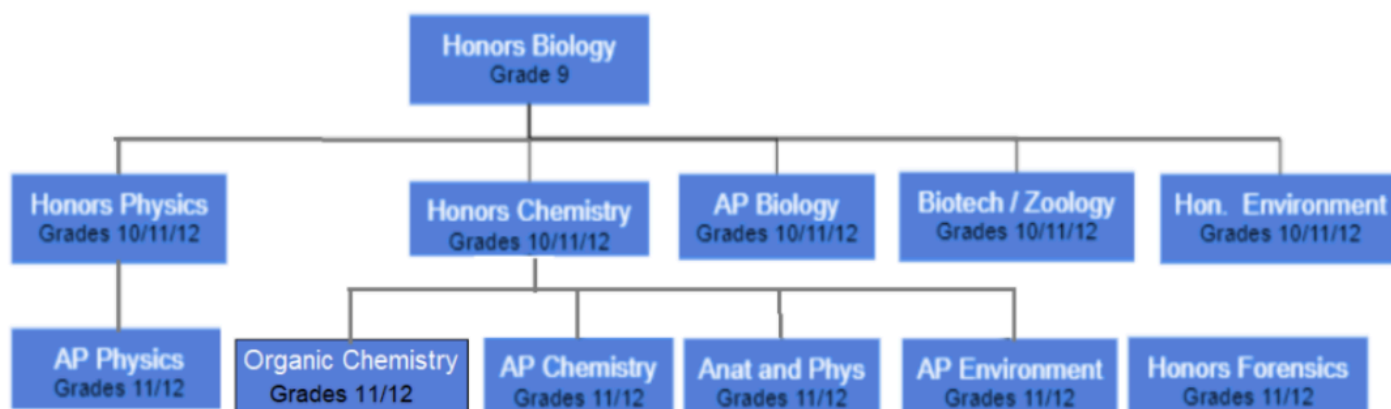 Honors Biology
Grade 9
Honors Physics
Grades 10/11/12
Honors Chemistry
Grades 10/11/12
AP Biology
Grades 10/11/12
Biotech / Zoology
Grades 10/11/12
Hon. Environment
Grades 10/11/12
AP Physics
Grades 11/12
Organic Chemistry
Grades 11/12
AP Chemistry
Grades 11/12
Anat and Phys
Grades 11/12
AP Environment
Grades 11/12
Honors Forensics
Grades 11/12